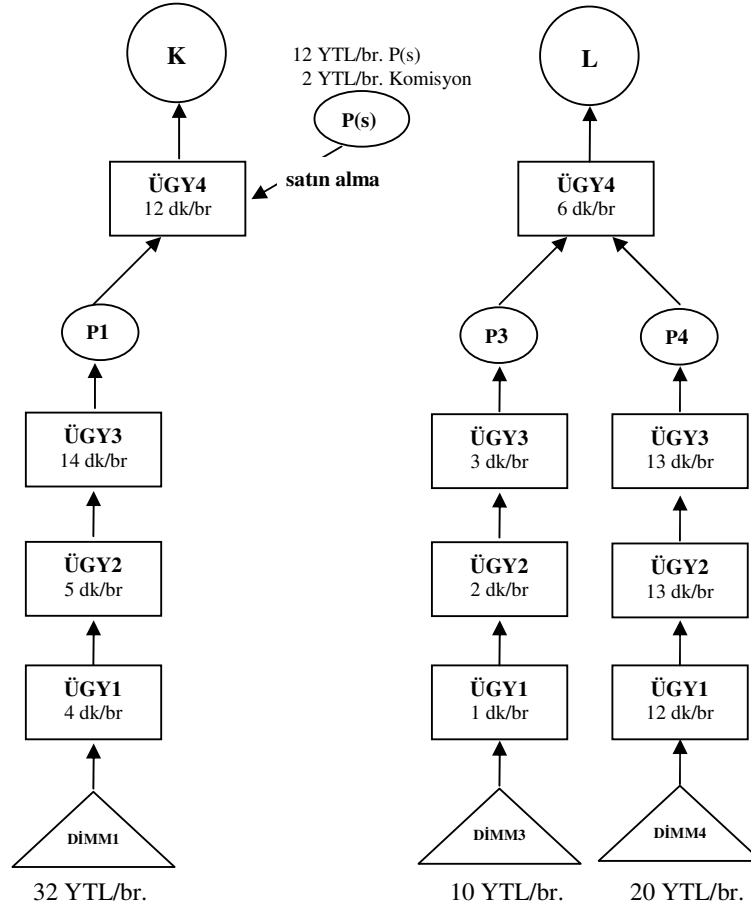 K
12 YTL/br. P(s)
2 YTL/br. Komisyon
P(s)
satın alma
ÜGY4
12 dk/br
P1
ÜGY3
14 dk/br
ÜGY2
5 dk/br
ÜGY1
4 dk/br
DİMM1
32 YTL/br.
L
ÜGY4
6 dk/br
P3
P4
ÜGY3
3 dk/br
ÜGY3
13 dk/br
ÜGY2
2 dk/br
ÜGY2
13 dk/br
ÜGY1
1 dk/br
ÜGY1
12 dk/br
DİMM3
DİMM4
10 YTL/br.
20 YTL/br.